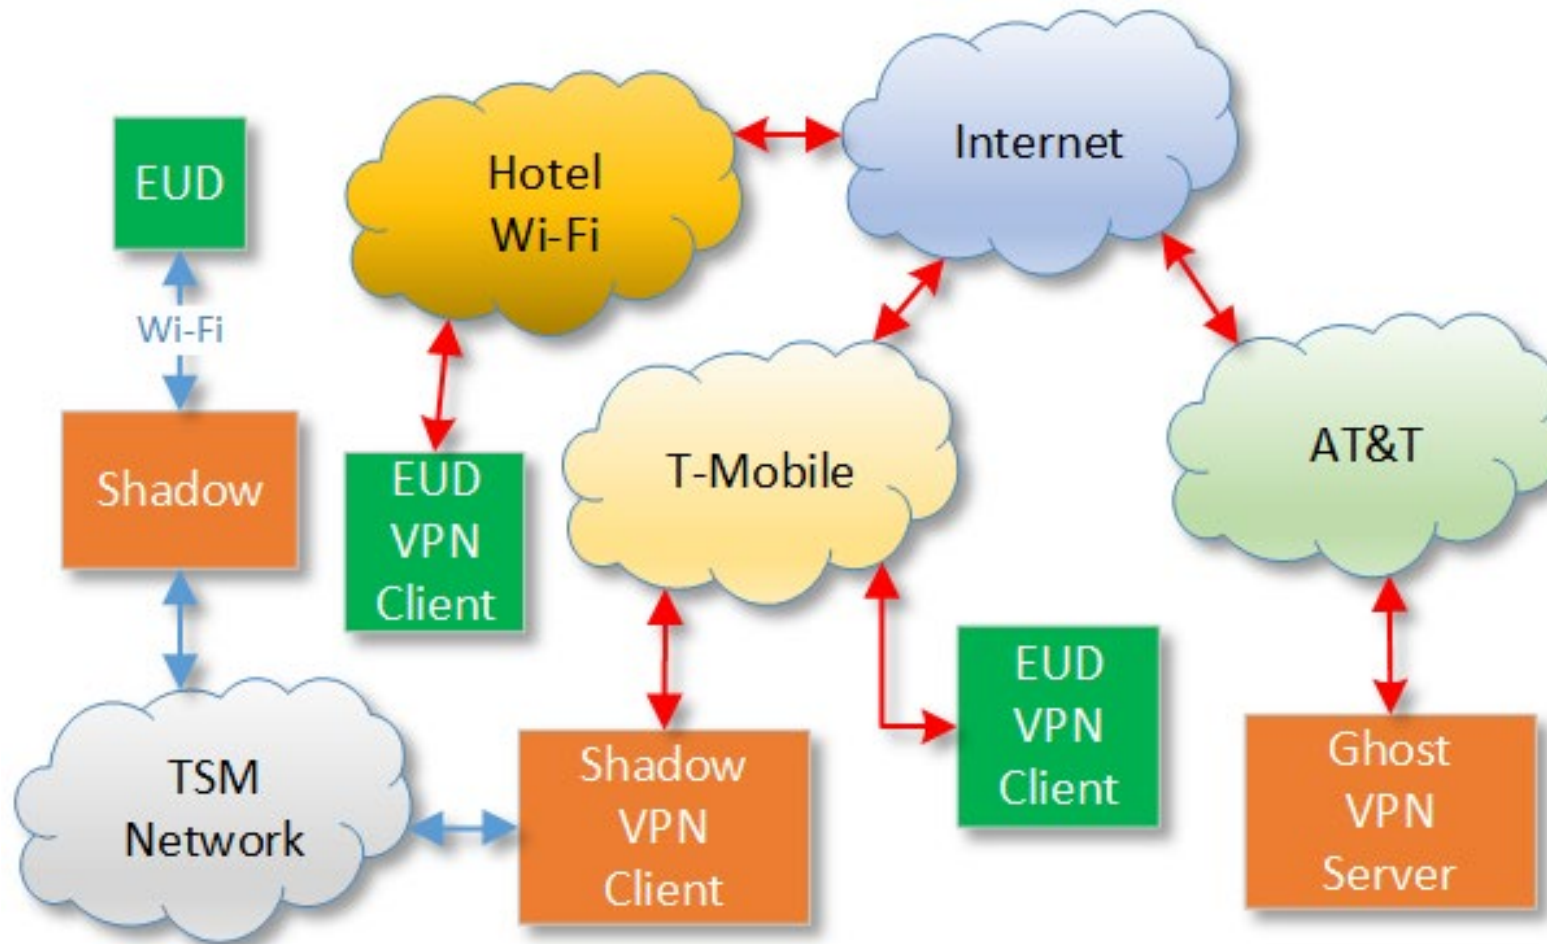 Internet
Hotel
Wi-Fi
EUD
Wi-Fi
Shadow
EUD
VPN
Client
T-Mobile
AT&T
TSM
Network
Shadow
VPN
Client
EUD
VPN
Client
Ghost
VPN
Server